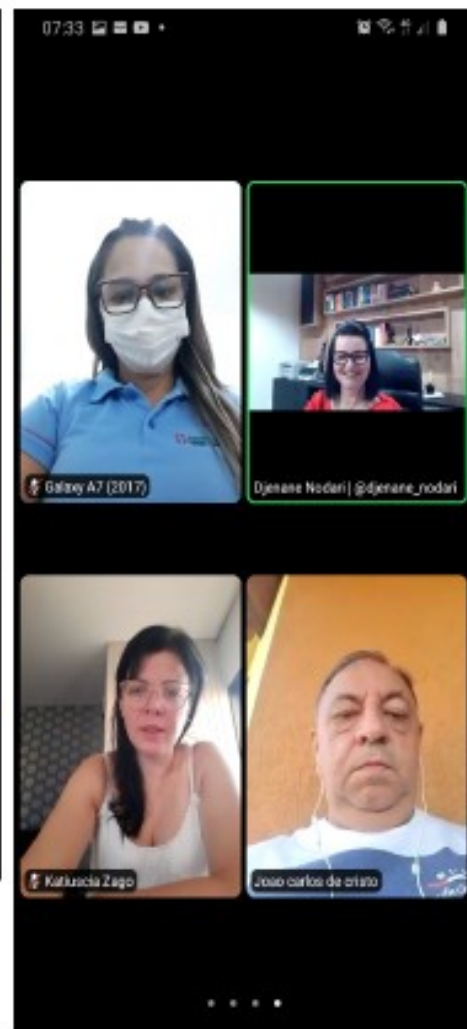 07:33
Galaxy A7 (2017)
Djenane Nodari | @djenane_nodari
Katiuscia Zago
Joao carlos de cristo